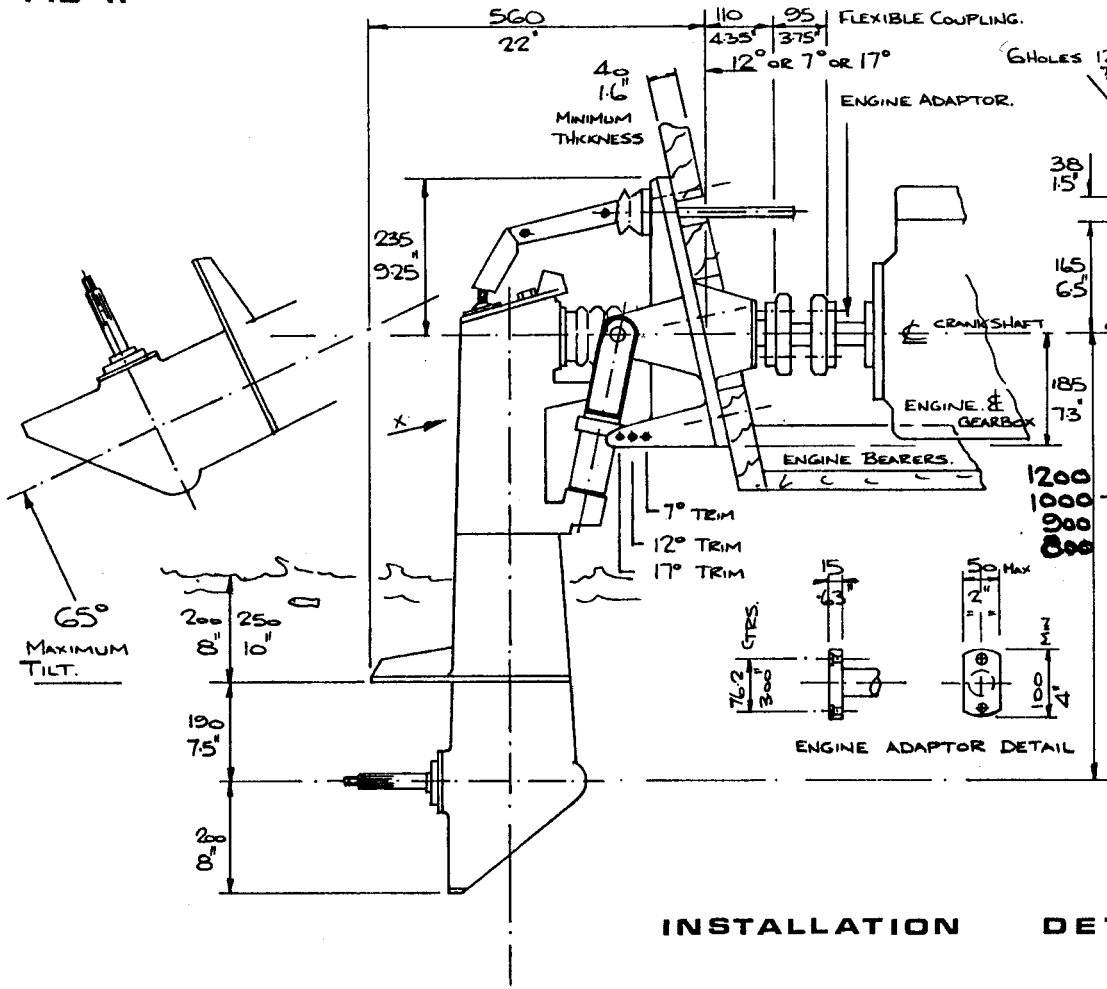 560
22"
110
4.35"
95
3.75"
FLEXIBLE COUPLING.
12° OR 7° OR 17°
6 HOLES
40
1.6"
MINIMUM
THICKNESS
ENGINE ADAPTOR.
38
1.5"
235
9.25"
165
6.5"
℄ CRANKSHAFT
185
7.3"
X
ENGINE &
GEARBOX
ENGINE BEARERS.
1200
1000
900
800
7° TRIM
12° TRIM
17° TRIM
65°
MAXIMUM
TILT.
200
8"
250
10"
15
.63"
50 MAX
2"
76.2
3.00"
CTRS.
100
4"
MIN
190
7.5"
ENGINE ADAPTOR DETAIL
200
8"
INSTALLATION DET